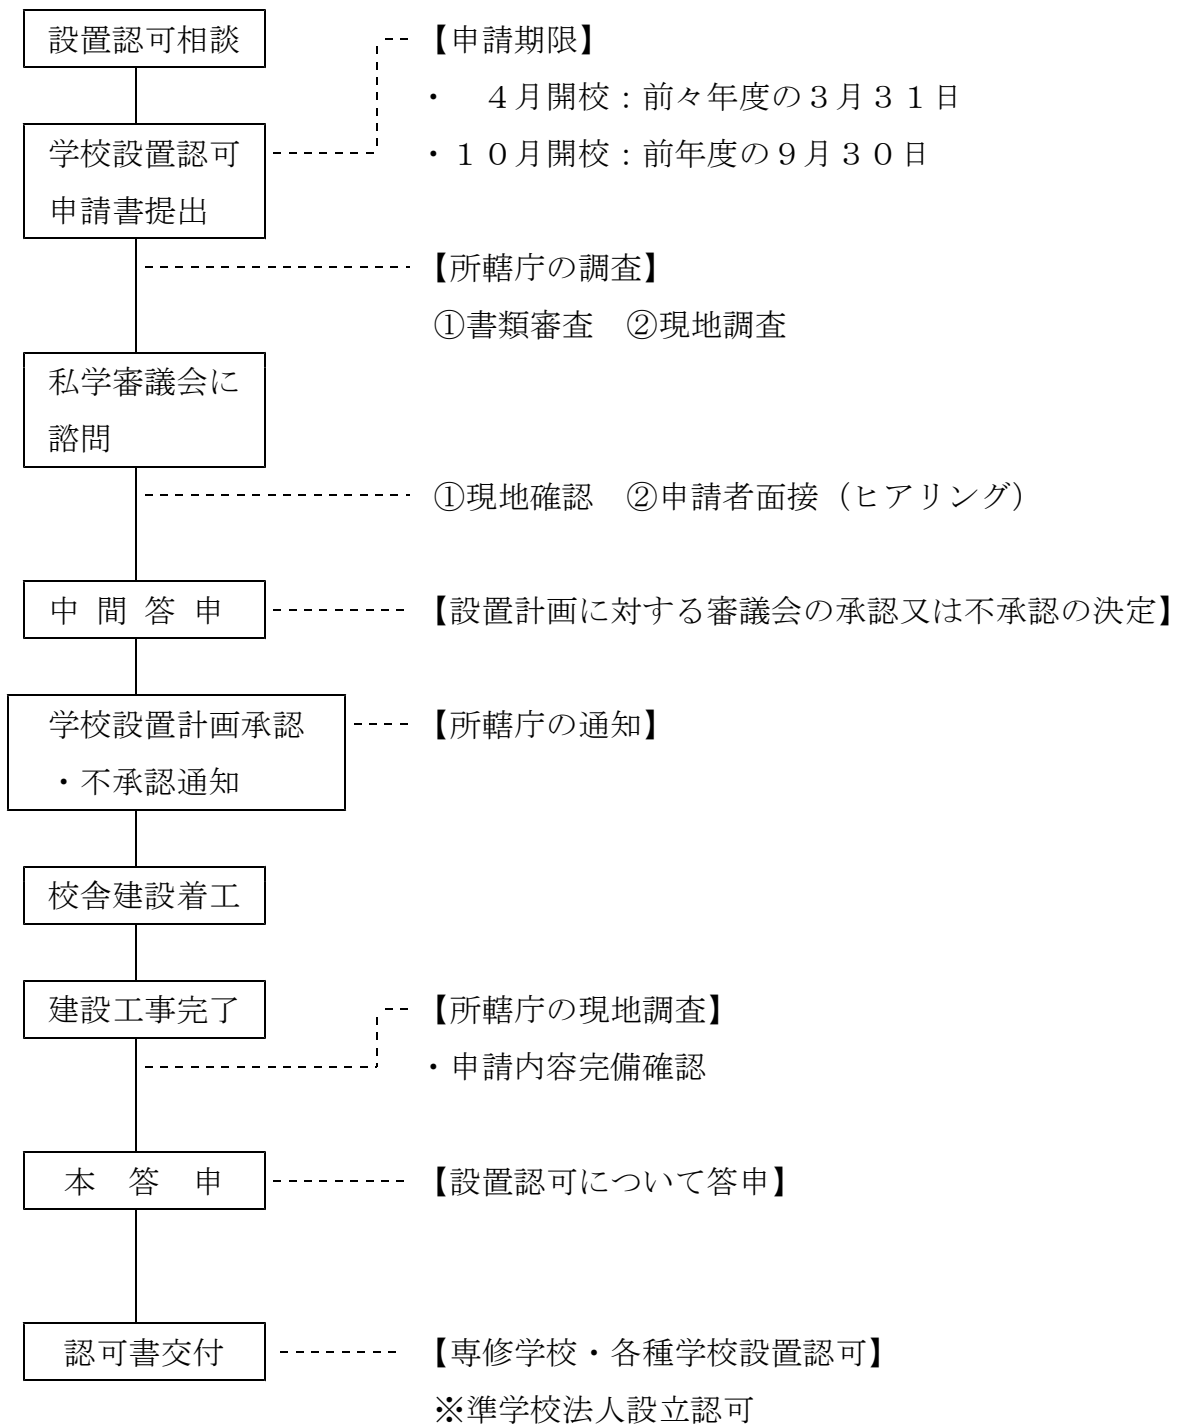 設置認可相談
【申請期限】
・　４月開校：前々年度の３月３１日
学校設置認可
申請書提出
・１０月開校：前年度の９月３０日
【所轄庁の調査】
①書類審査　②現地調査
私学審議会に
諮問
①現地確認　②申請者面接（ヒアリング）
中 間 答 申
【設置計画に対する審議会の承認又は不承認の決定】
学校設置計画承認
・不承認通知
【所轄庁の通知】
校舎建設着工
建設工事完了
【所轄庁の現地調査】
・申請内容完備確認
本　答　申
【設置認可について答申】
認可書交付
【専修学校・各種学校設置認可】
※準学校法人設立認可